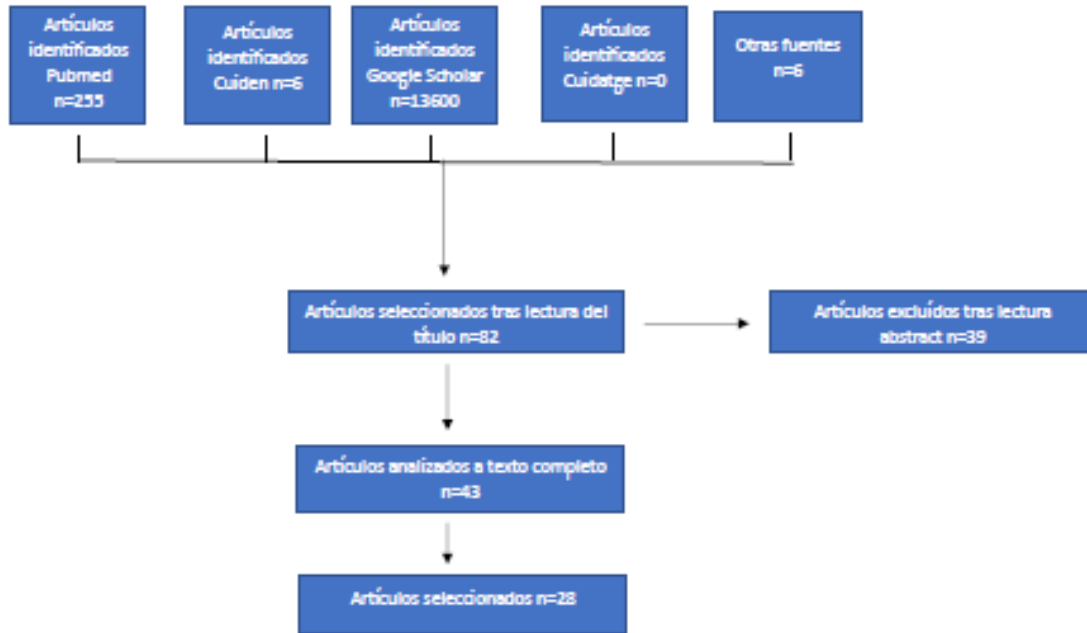 Artículos
identificados
Pubmed
n=255
Artículos
identificados
Cuiden n=6
Artículos
identificados
Google Scholar
n=13600
Artículos
identificados
Cuidatge n=0
Otras fuentes
n=6
Artículos seleccionados tras lectura del
título n=82
Artículos excluídos tras lectura
abstract n=39
Artículos analizados a texto completo
n=43
Artículos seleccionados n=28